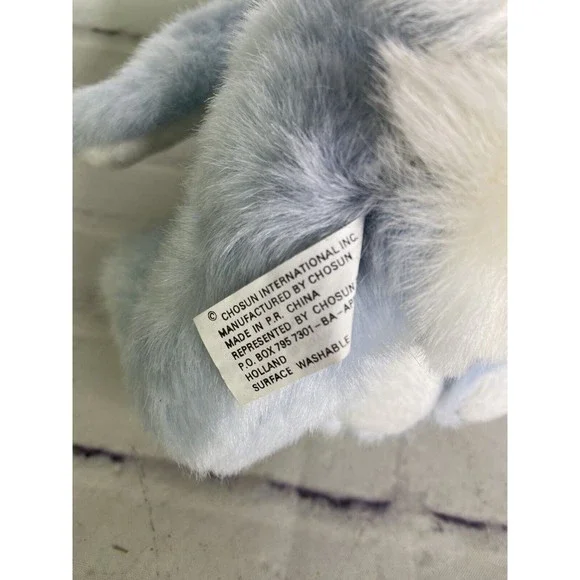 © CHOSUN INTERNATIONAL INC.
MANUFACTURED BY CHOSUN
MADE IN P.R. CHINA
REPRESENTED BY CHOSUN
P.O. BOX 795 7301-BA-AP
HOLLAND
SURFACE WASHABLE